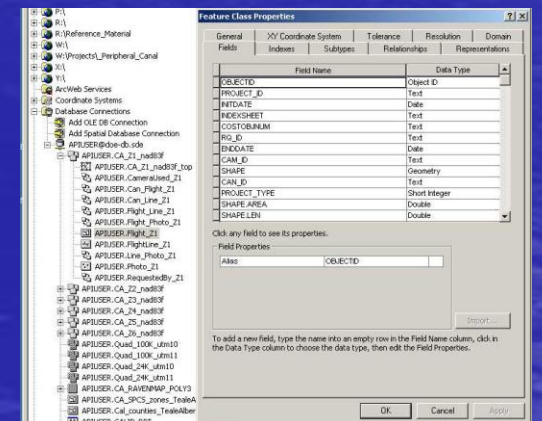 P:\
R:\
R:\Reference_Material
W:\
W:\Projects\_Peripheral_Canal
X:\
Y:\
ArcWeb Services
Coordinate Systems
Database Connections
Add OLE DB Connection
Add Spatial Database Connection
APIUSER@doe-db.sde
APIUSER.CA_Z1_nad83f
APIUSER.CA_Z1_nad83f_top
APIUSER.CameraUsed_Z1
APIUSER.Can_Flight_Z1
APIUSER.Can_Line_Z1
APIUSER.Flight_Line_Z1
APIUSER.Flight_Photo_Z1
APIUSER.Flight_Z1
APIUSER.FlightLine_Z1
APIUSER.Line_Photo_Z1
APIUSER.Photo_Z1
APIUSER.RequestedBy_Z1
APIUSER.CA_Z2_nad83f
APIUSER.CA_Z3_nad83f
APIUSER.CA_Z4_nad83f
APIUSER.CA_Z5_nad83f
APIUSER.CA_Z6_nad83f
APIUSER.Quad_100K_utm10
APIUSER.Quad_100K_utm11
APIUSER.Quad_24K_utm10
APIUSER.Quad_24K_utm11
APIUSER.CA_RAVENMAP_POLY3
APIUSER.CA_SPCS_zones_TealeA
APIUSER.Cal_counties_TealeAlber
Feature Class Properties
General XY Coordinate System Tolerance Resolution Domain
Fields Indexes Subtypes Relationships Representations
Field Name Data Type
OBJECTID Object ID
PROJECT_ID Text
INITDATE Date
INDEXSHEET Text
COSTOBJNUM Text
RQ_ID Text
ENDDATE Date
CAM_ID Text
SHAPE Geometry
CAN_ID Text
PROJECT_TYPE Short Integer
SHAPE.AREA Double
SHAPE.LEN Double
Click any field to see its properties.
Field Properties
Alias OBJECTID
Import...
To add a new field, type the name into an empty row in the Field Name column, click in
the Data Type column to choose the data type, then edit the Field Properties.
OK Cancel Apply